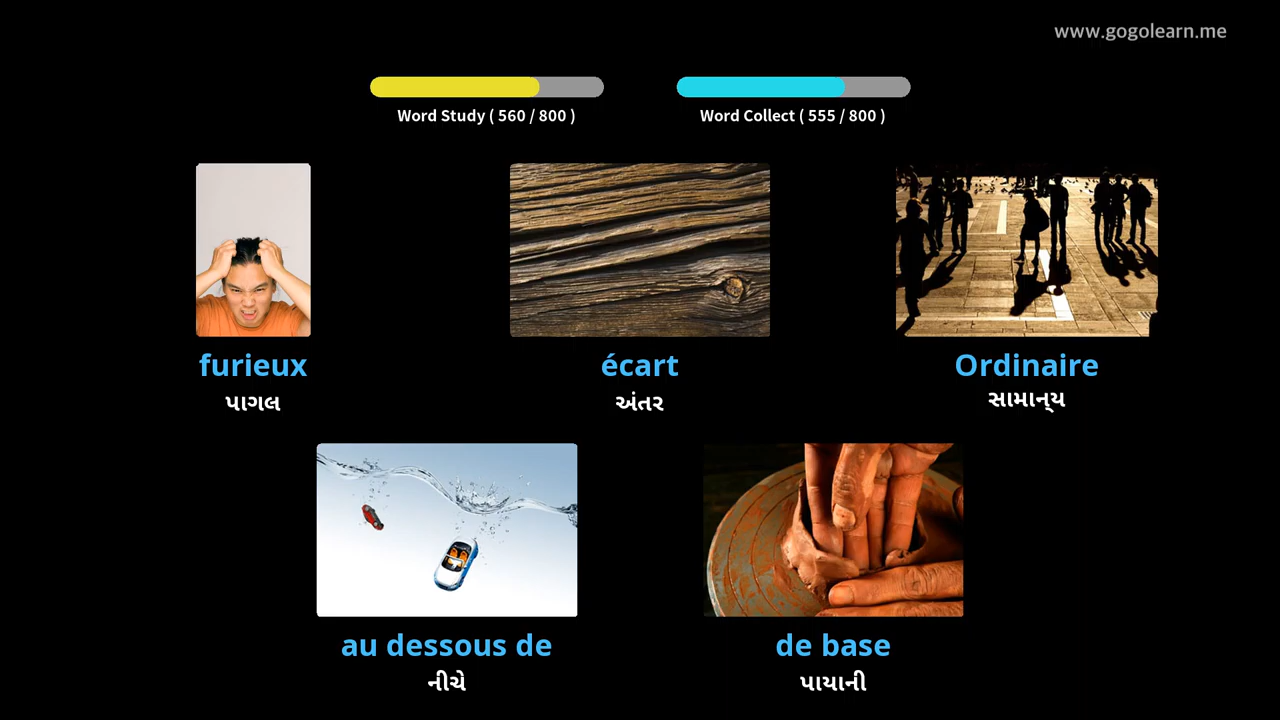 www.gogolearn.me
Word Study ( 560 / 800 )
Word Collect ( 555 / 800 )
furieux
પાગલ
écart
અંતર
Ordinaire
સામાન્ય
au dessous de
નીચે
de base
પાયાની